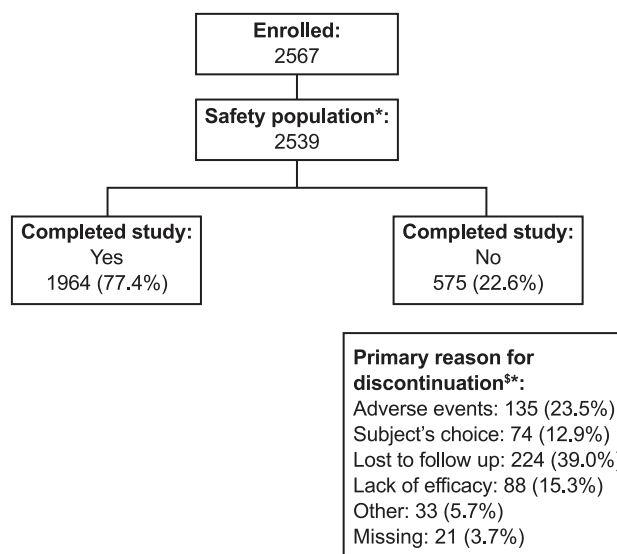 Enrolled:
2567
Safety population*:
2539
Completed study:
Yes
1964 (77.4%)
Completed study:
No
575 (22.6%)
Primary reason for
discontinuation$*:
Adverse events: 135 (23.5%)
Subject's choice: 74 (12.9%)
Lost to follow up: 224 (39.0%)
Lack of efficacy: 88 (15.3%)
Other: 33 (5.7%)
Missing: 21 (3.7%)